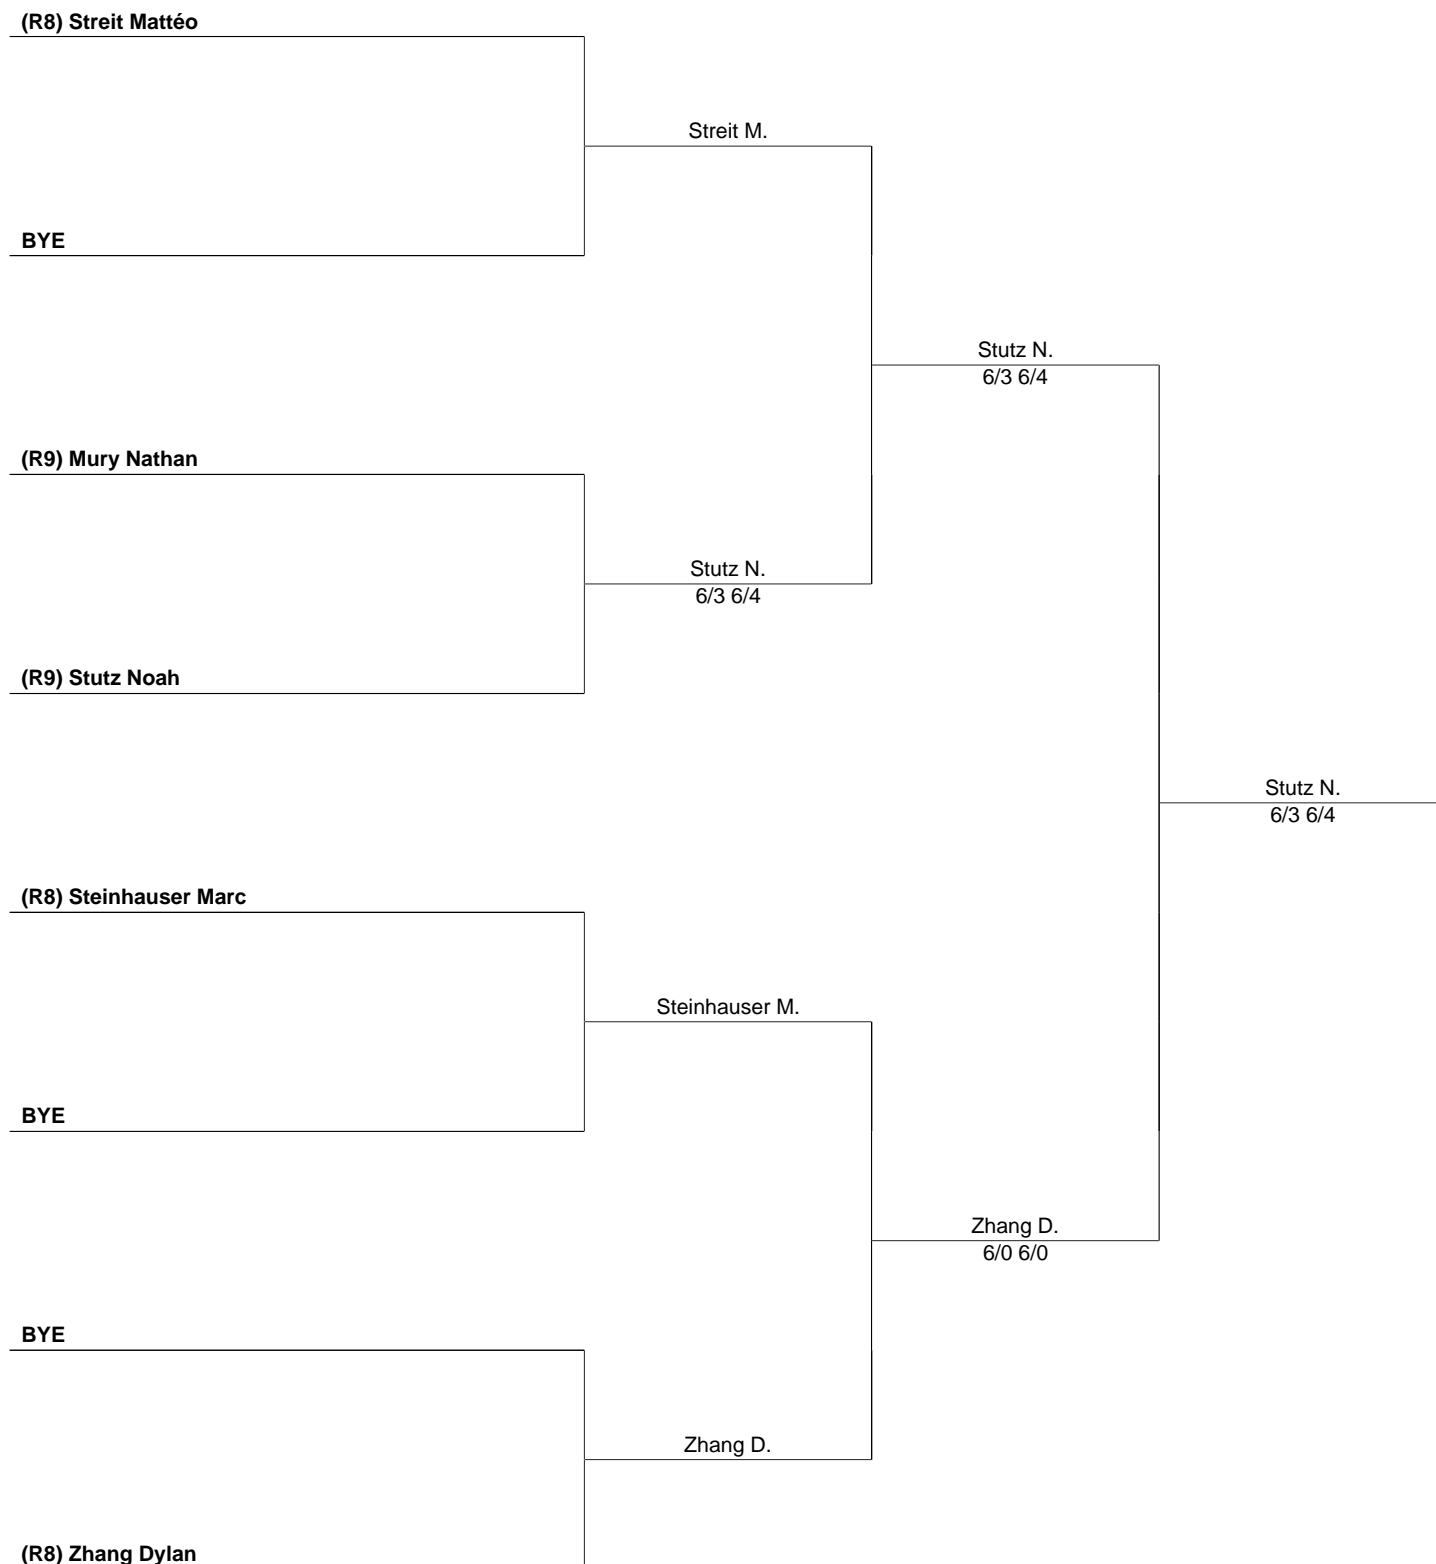 (R8) Streit Mattéo
Streit M.
BYE
Stutz N.
6/3 6/4
(R9) Mury Nathan
Stutz N.
6/3 6/4
(R9) Stutz Noah
Stutz N.
6/3 6/4
(R8) Steinhauser Marc
Steinhauser M.
BYE
Zhang D.
6/0 6/0
BYE
Zhang D.
(R8) Zhang Dylan